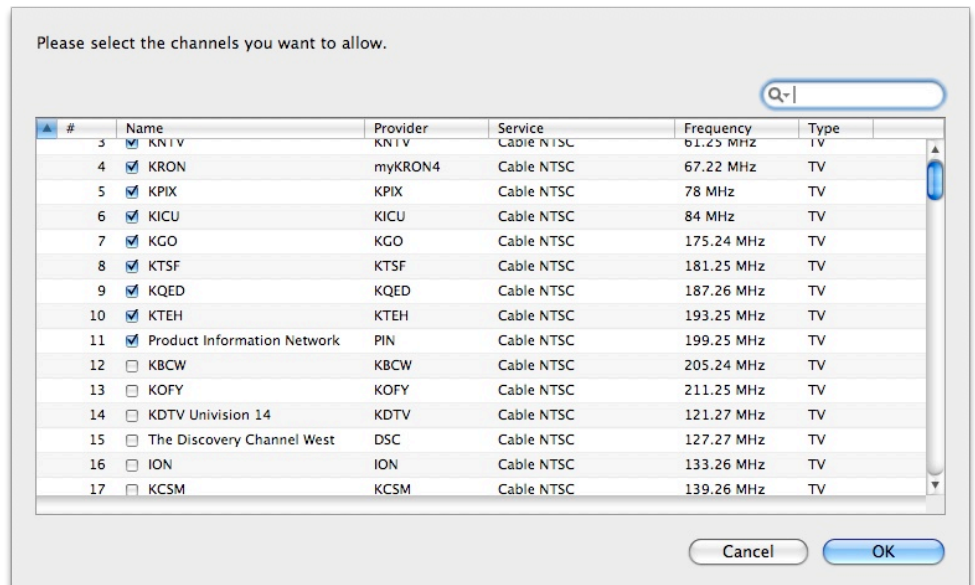 Please select the channels you want to allow.
# Name Provider Service Frequency Type
3 KNTV KNTV Cable NTSC 61.25 MHz TV
4 KRON myKRON4 Cable NTSC 67.22 MHz TV
5 KPIX KPIX Cable NTSC 78 MHz TV
6 KICU KICU Cable NTSC 84 MHz TV
7 KGO KGO Cable NTSC 175.24 MHz TV
8 KTSF KTSF Cable NTSC 181.25 MHz TV
9 KQED KQED Cable NTSC 187.26 MHz TV
10 KTEH KTEH Cable NTSC 193.25 MHz TV
11 Product Information Network PIN Cable NTSC 199.25 MHz TV
12 KBCW KBCW Cable NTSC 205.24 MHz TV
13 KOFY KOFY Cable NTSC 211.25 MHz TV
14 KDTV Univision 14 KDTV Cable NTSC 121.27 MHz TV
15 The Discovery Channel West DSC Cable NTSC 127.27 MHz TV
16 ION ION Cable NTSC 133.26 MHz TV
17 KCSM KCSM Cable NTSC 139.26 MHz TV
Cancel OK